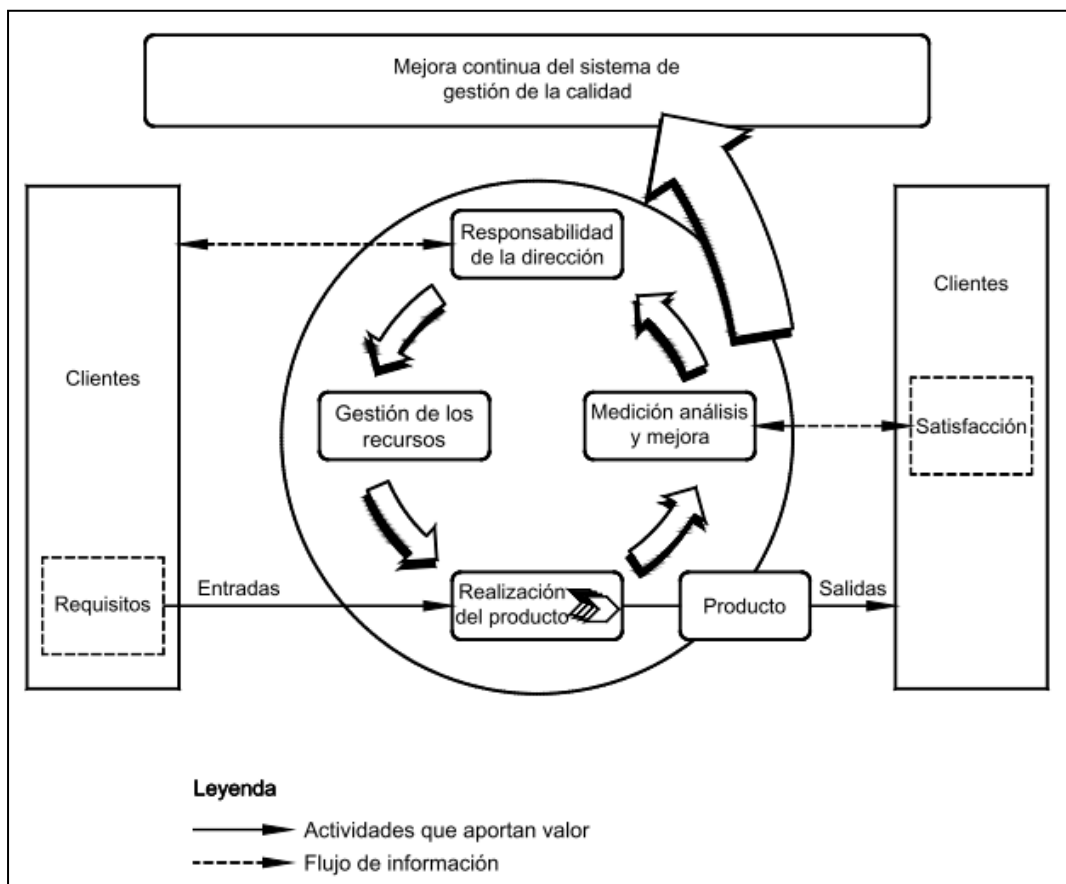 Mejora continua del sistema de
gestión de la calidad
Responsabilidad
de la dirección
Clientes
Clientes
Gestión de los
recursos
Medición análisis
y mejora
Satisfacción
Requisitos
Entradas
Realización
del producto
Producto
Salidas
Leyenda
Actividades que aportan valor
Flujo de información